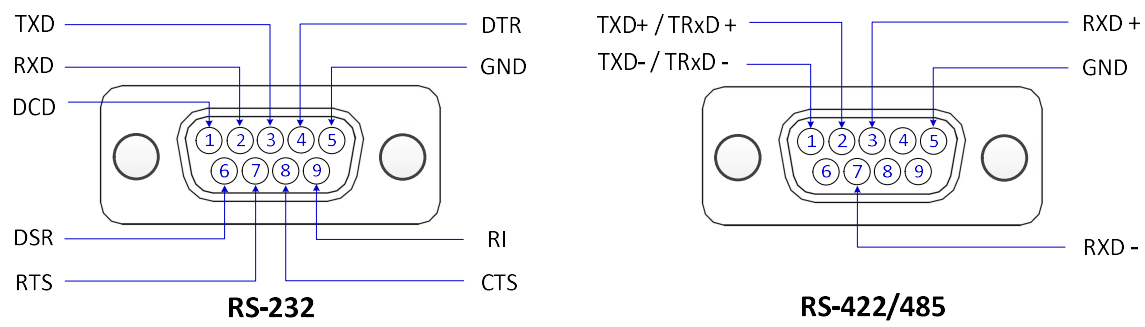 TXD
DTR
RXD
GND
DCD
1 2 3 4 5
6 7 8 9
DSR
RI
RTS
CTS
RS-232
TXD+ / TRxD +
RXD +
TXD- / TRxD -
GND
1 2 3 4 5
6 7 8 9
RXD -
RS-422/485